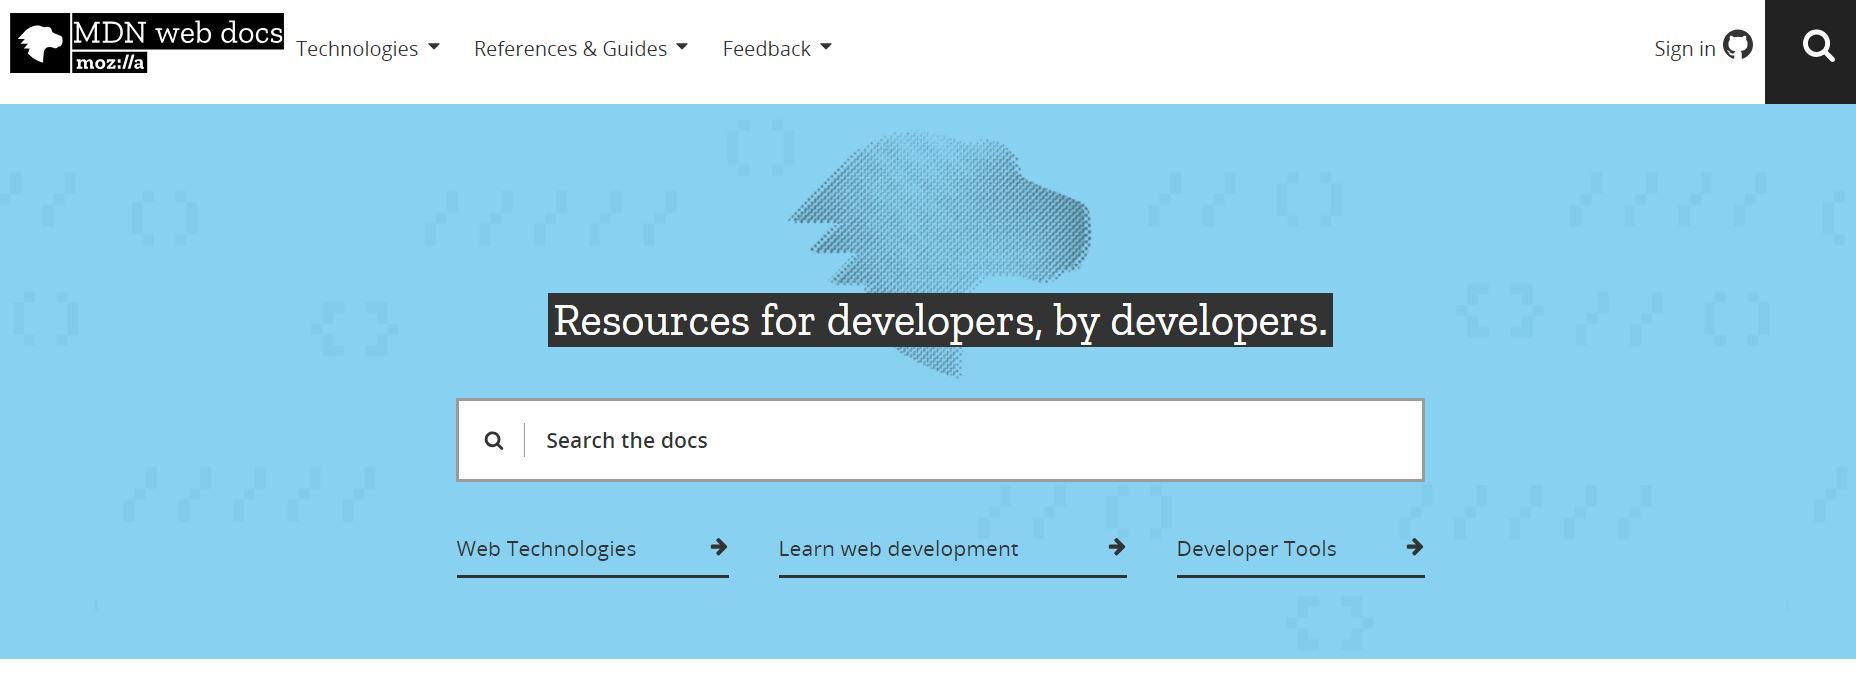 MDN web docs
moz://a
Technologies
References & Guides
Feedback
Sign in
Resources for developers, by developers.
Search the docs
Web Technologies
Learn web development
Developer Tools